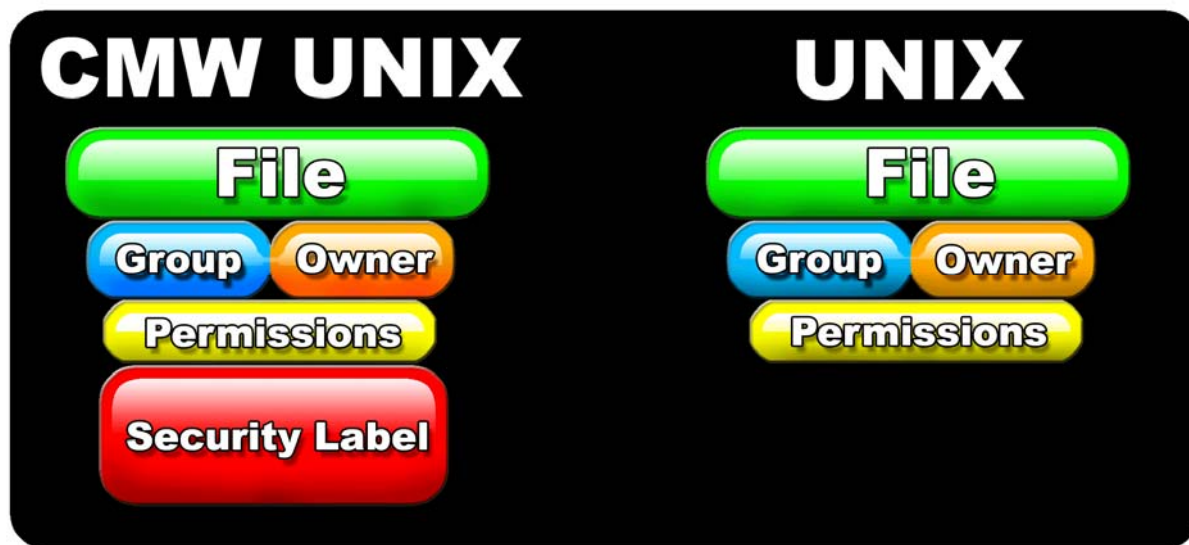 CMW UNIX
File
Group Owner
Permissions
Security Label
UNIX
File
Group Owner
Permissions